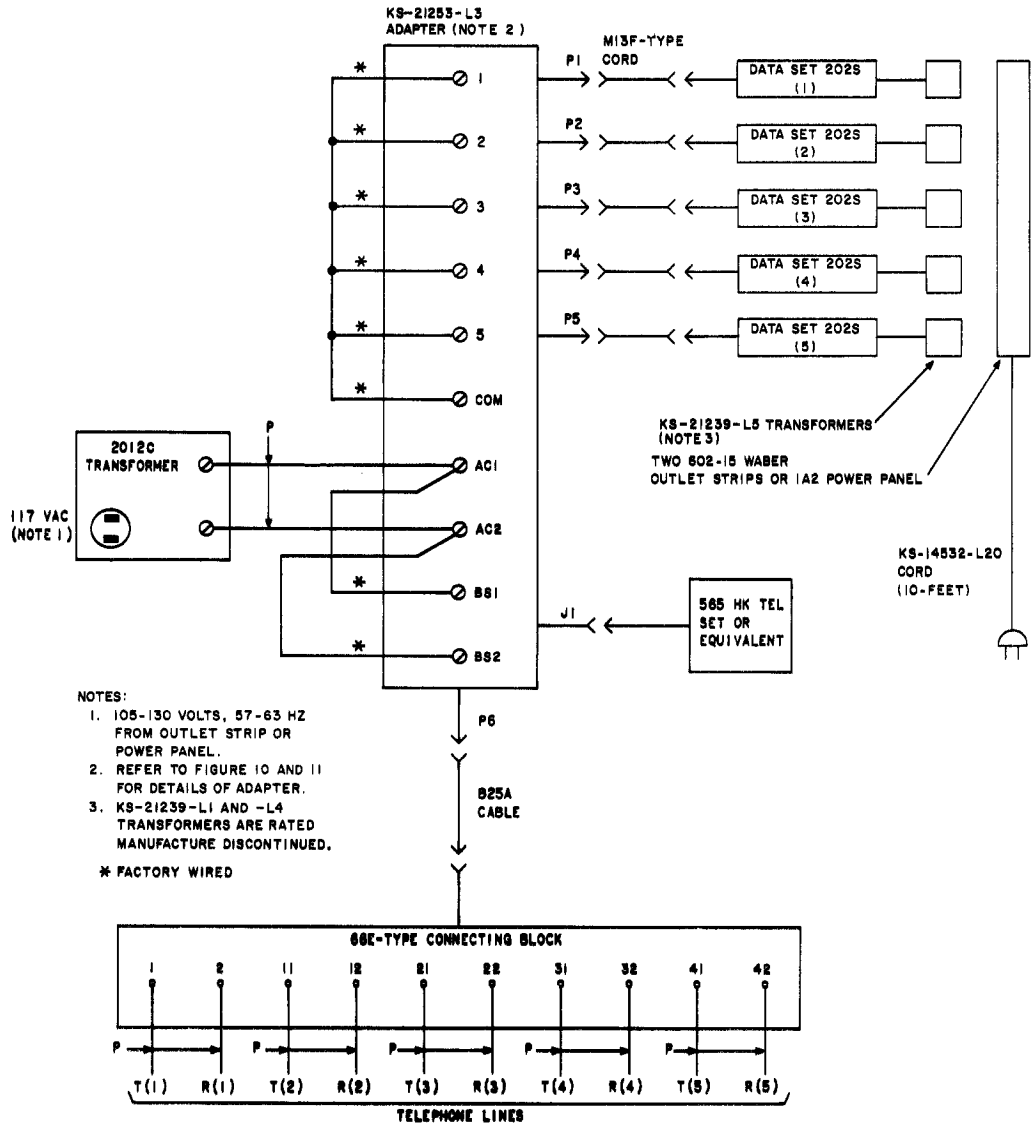 KS-21253-L3
ADAPTER (NOTE 2)
M13F-TYPE
CORD
* 1 P1 DATA SET 202S
(1)
* 2 P2 DATA SET 202S
(2)
* 3 P3 DATA SET 202S
(3)
* 4 P4 DATA SET 202S
(4)
* 5 P5 DATA SET 202S
(5)
* COM
KS-21239-L5 TRANSFORMERS
(NOTE 3)
TWO 602-15 WABER
OUTLET STRIPS OR 1A2 POWER PANEL
P
2012C
TRANSFORMER
AC1
117 VAC
(NOTE 1)
AC2
KS-14532-L20
CORD
(10-FEET)
* BS1
J1
565 HK TEL
SET OR
EQUIVALENT
* BS2
P6
NOTES:
1. 105-130 VOLTS, 57-63 HZ
FROM OUTLET STRIP OR
POWER PANEL.
2. REFER TO FIGURE 10 AND 11
FOR DETAILS OF ADAPTER.
3. KS-21239-L1 AND -L4
TRANSFORMERS ARE RATED
MANUFACTURE DISCONTINUED.
* FACTORY WIRED
B25A
CABLE
66E-TYPE CONNECTING BLOCK
1 2 11 12 21 22 31 32 41 42
P P P P P
T(1) R(1) T(2) R(2) T(3) R(3) T(4) R(4) T(5) R(5)
TELEPHONE LINES